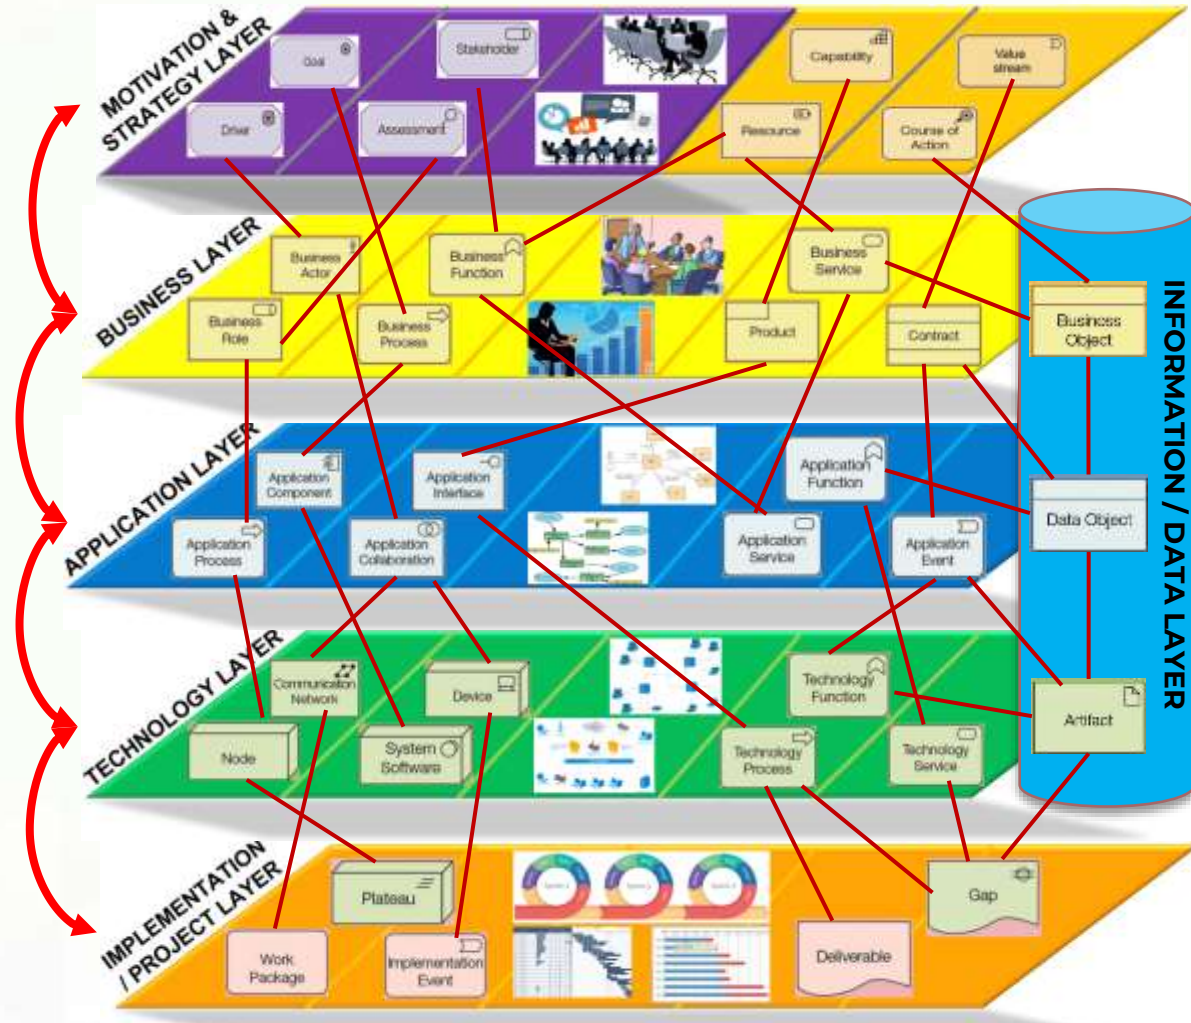 MOTIVATION &
STRATEGY LAYER
Goal
Stakeholder
Capability
Value
stream
Driver
Assessment
Resource
Course of
Action
BUSINESS LAYER
Business
Actor
Business
Function
Business
Service
Business
Role
Business
Process
Product
Contract
Business
Object
INFORMATION / DATA LAYER
APPLICATION LAYER
Application
Component
Application
Interface
Application
Function
Application
Process
Application
Collaboration
Application
Service
Application
Event
Data Object
TECHNOLOGY LAYER
Communication
Network
Device
Technology
Function
Node
System
Software
Technology
Process
Technology
Service
Artifact
IMPLEMENTATION
/ PROJECT LAYER
Plateau
Gap
Work
Package
Implementation
Event
Deliverable